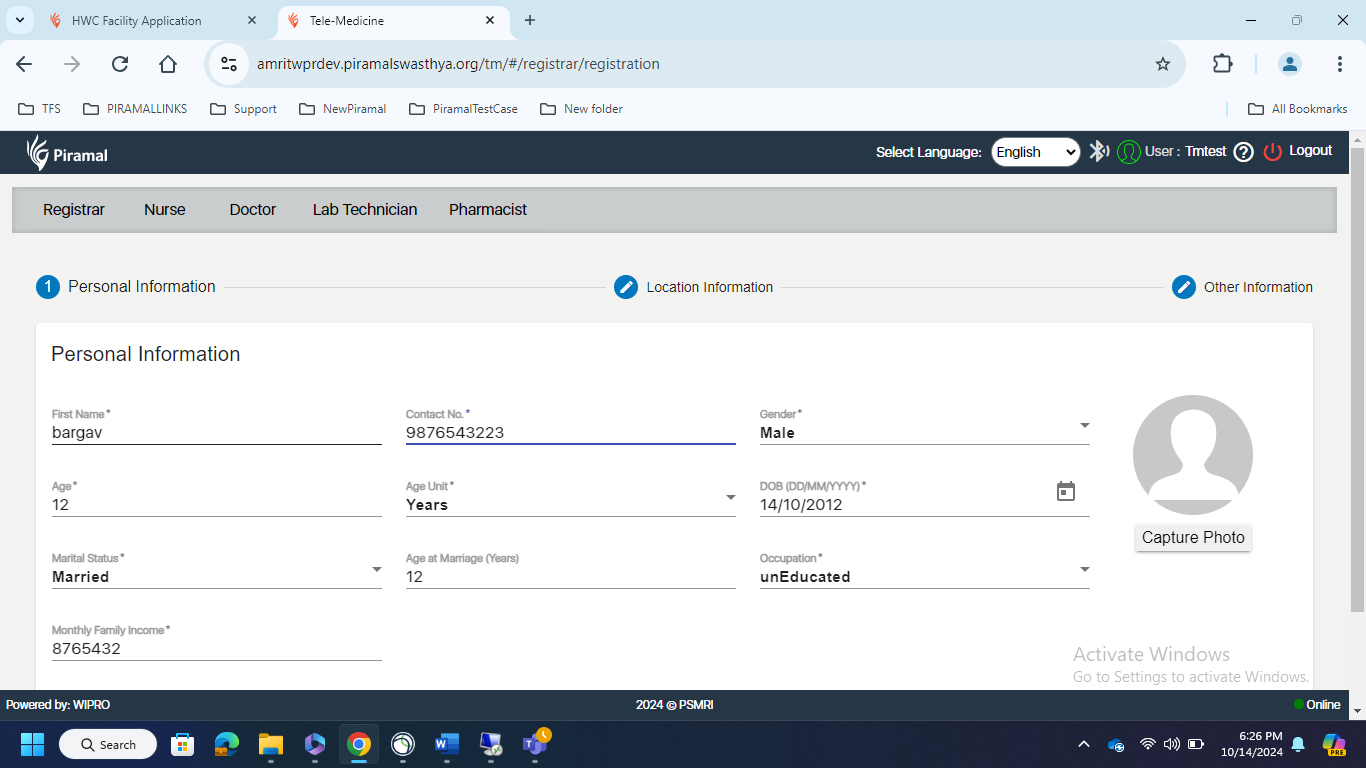 HWC Facility Application
Tele-Medicine
amritwprdev.piramalswasthya.org/tm/#/registrar/registration
TFS PIRAMALLINKS Support NewPiramal PiramalTestCase New folder All Bookmarks
Piramal Select Language: English User : Tmtest Logout
Registrar Nurse Doctor Lab Technician Pharmacist
1 Personal Information Location Information Other Information
Personal Information
First Name* Contact No.* Gender*
bargav 9876543223 Male
Age* Age Unit* DOB (DD/MM/YYYY)*
12 Years 14/10/2012
Capture Photo
Marital Status* Age at Marriage (Years) Occupation*
Married 12 unEducated
Monthly Family Income*
8765432
Activate Windows
Go to Settings to activate Windows.
Powered by: WIPRO 2024 © PSMRI Online
Search
6:26 PM
10/14/2024
PRE